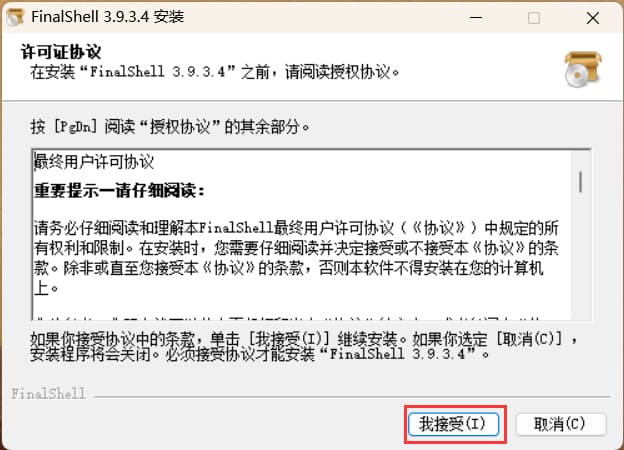 FinalShell 3.9.3.4 安装
许可证协议
在安装“FinalShell 3.9.3.4”之前,请阅读授权协议。
按 [PgDn] 阅读“授权协议”的其余部分。
最终用户许可协议
重要提示一请仔细阅读:
请务必仔细阅读和理解本FinalShell最终用户许可协议(《协议》)中规定的所
有权利和限制。在安装时,您需要仔细阅读并决定接受或不接受本《协议》的条
款。除非或直至您接受本《协议》的条款,否则本软件不得安装在您的计算机
上。
如果你接受协议中的条款,单击 [我接受(I)] 继续安装。如果你选定 [取消(C)] ,
安装程序将会关闭。必须接受协议才能安装“FinalShell 3.9.3.4”。
FinalShell
我接受(I)
取消(C)